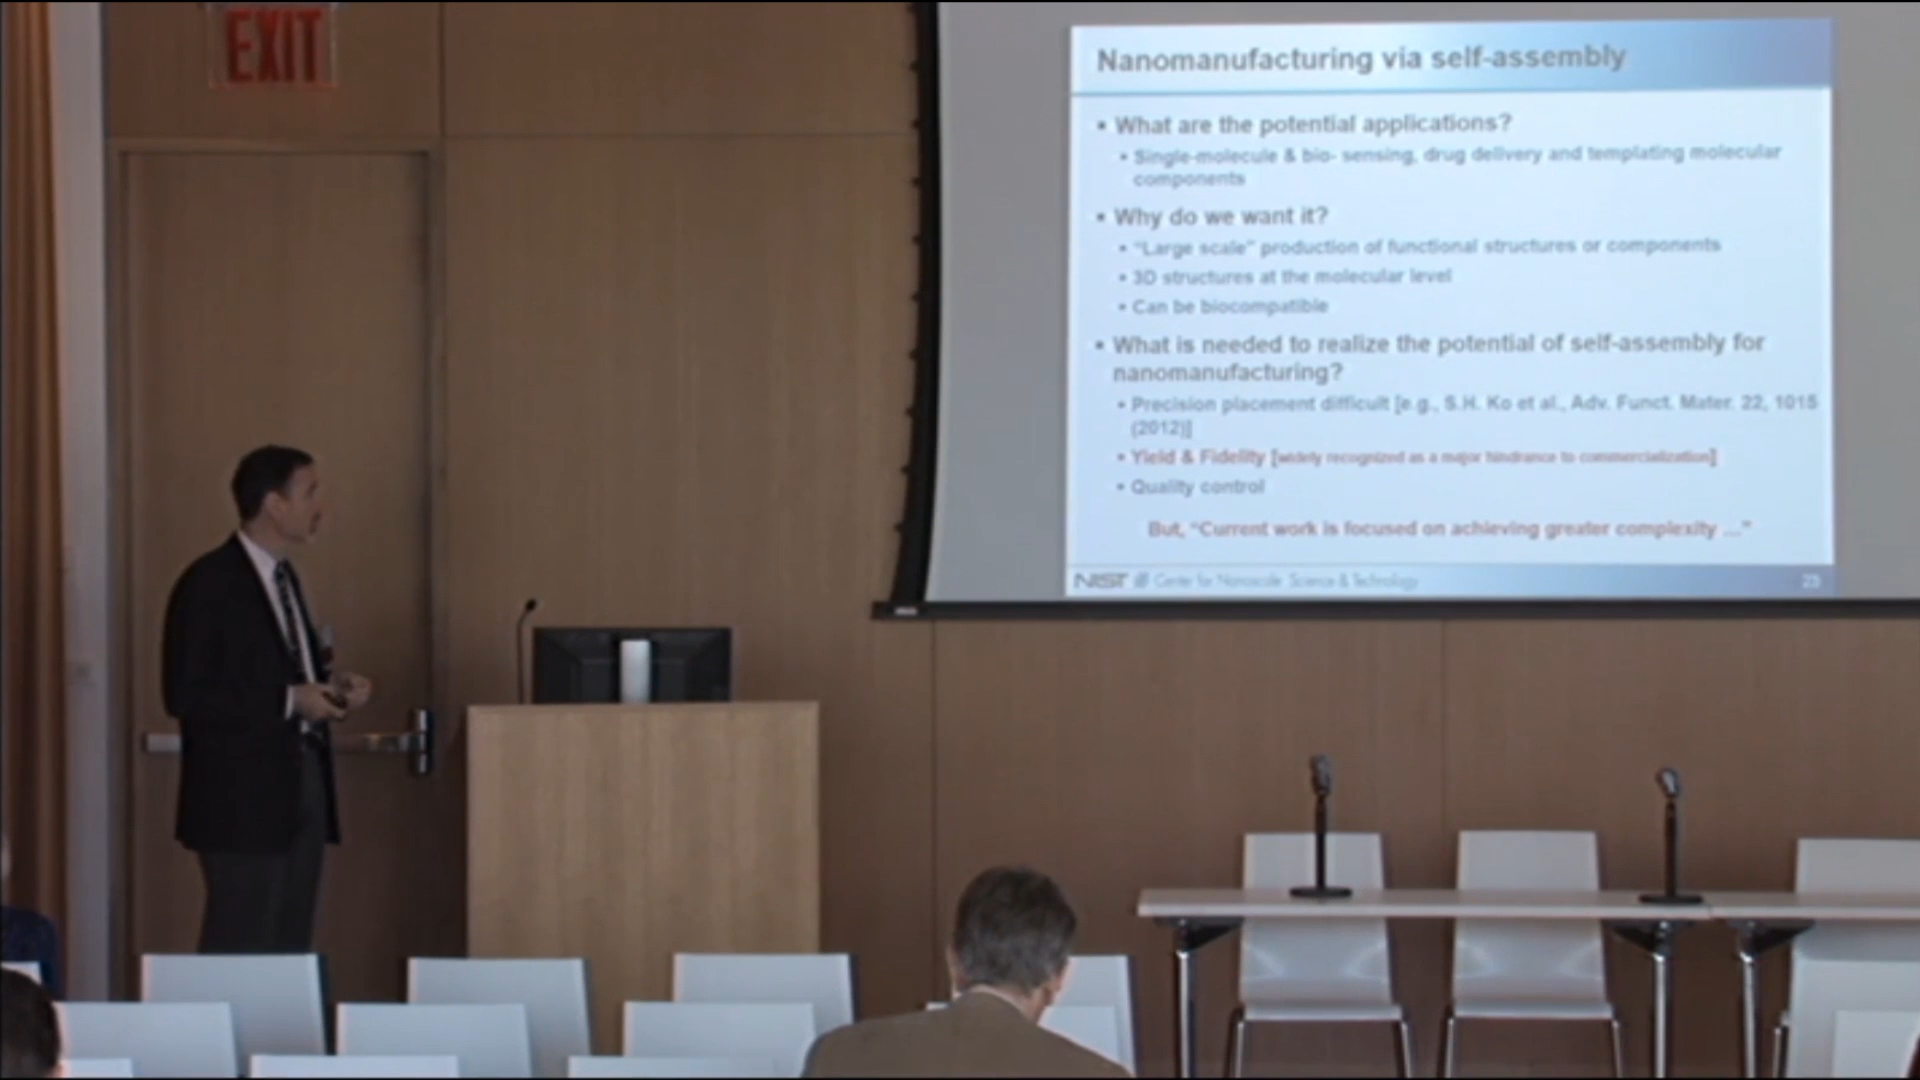 EXIT
Nanomanufacturing via self-assembly
▪ What are the potential applications?
▪ Single-molecule & bio- sensing, drug delivery and templating molecular
components
▪ Why do we want it?
▪ "Large scale" production of functional structures or components
▪ 3D structures at the molecular level
▪ Can be biocompatible
▪ What is needed to realize the potential of self-assembly for
nanomanufacturing?
▪ Precision placement difficult [e.g., S.H. Ko et al., Adv. Funct. Mater. 22, 1015
(2012)]
▪ Yield & Fidelity [widely recognized as a major hindrance to commercialization]
▪ Quality control
But, "Current work is focused on achieving greater complexity ..."
NIST Center for Nanoscale Science & Technology
23